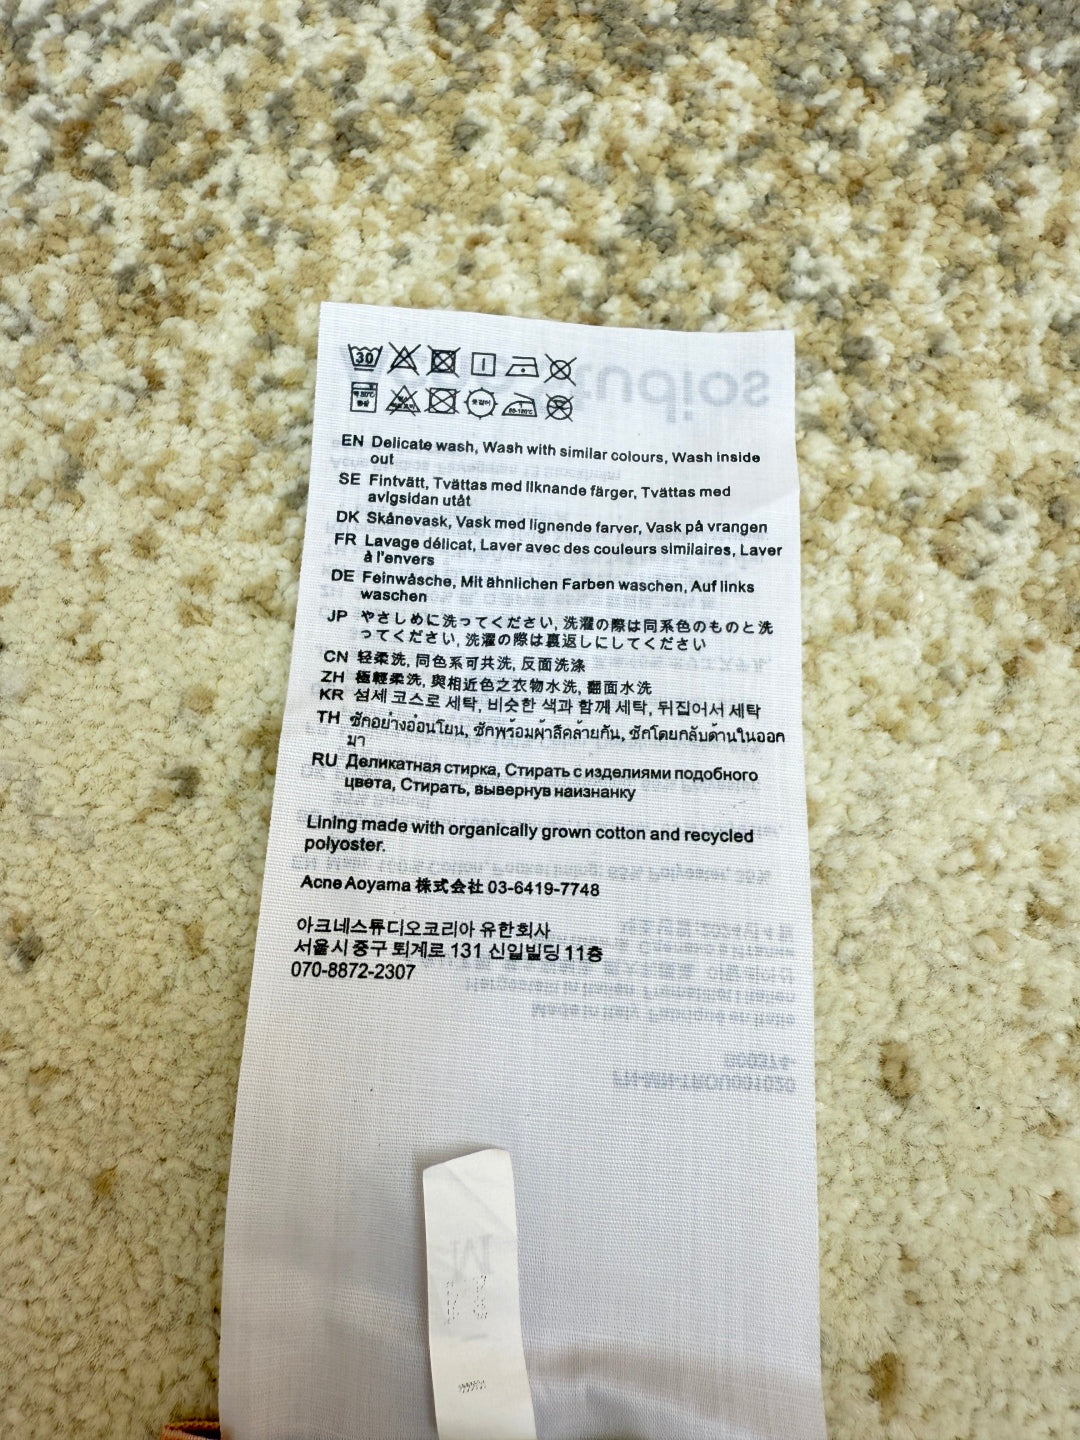 30
EN Delicate wash, Wash with similar colours, Wash inside
out
SE Fintvätt, Tvättas med liknande färger, Tvättas med
avigsidan utåt
DK Skånevask, Vask med lignende farver, Vask på vrangen
FR Lavage délicat, Laver avec des couleurs similaires, Laver
à l'envers
DE Feinwäsche, Mit ähnlichen Farben waschen, Auf links
waschen
JP やさしめに洗ってください, 洗濯の際は同系色のものと洗
ってください, 洗濯の際は裏返しにしてください
CN 轻柔洗, 同色系可共洗, 反面洗涤
ZH 極輕柔洗, 與相近色之衣物水洗, 翻面水洗
KR 섬세 코스로 세탁, 비슷한 색과 함께 세탁, 뒤집어서 세탁
TH ซักอย่างอ่อนโยน, ซักพร้อมผ้าสีคล้ายกัน, ซักโดยกลับด้านในออก
มา
RU Деликатная стирка, Стирать с изделиями подобного
цвета, Стирать, вывернув наизнанку
Lining made with organically grown cotton and recycled
polyoster.
Acne Aoyama 株式会社 03-6419-7748
아크네스튜디오코리아 유한회사
서울시 중구 퇴계로 131 신일빌딩 11층
070-8872-2307